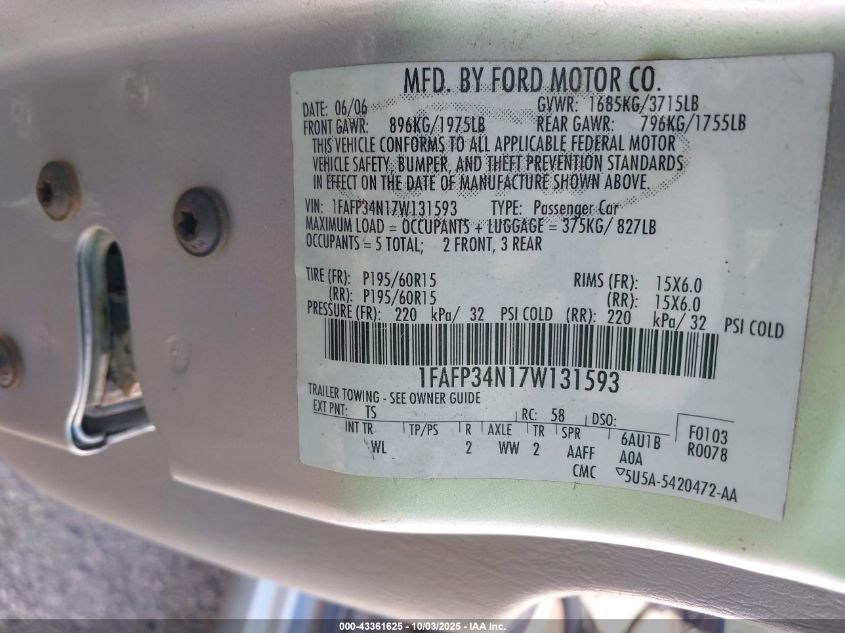 MFD. BY FORD MOTOR CO.
DATE: 06/06 GVWR: 1685KG/3715LB
FRONT GAWR: 896KG/1975LB REAR GAWR: 796KG/1755LB
THIS VEHICLE CONFORMS TO ALL APPLICABLE FEDERAL MOTOR
VEHICLE SAFETY, BUMPER, AND THEFT PREVENTION STANDARDS
IN EFFECT ON THE DATE OF MANUFACTURE SHOWN ABOVE.
VIN: 1FAFP34N17W131593 TYPE: Passenger Car
MAXIMUM LOAD = OCCUPANTS + LUGGAGE = 375KG/ 827LB
OCCUPANTS = 5 TOTAL; 2 FRONT, 3 REAR
TIRE (FR): P195/60R15 RIMS (FR): 15X6.0
(RR): P195/60R15 (RR): 15X6.0
PRESSURE (FR): 220 kPa/ 32 PSI COLD (RR): 220 kPa/ 32 PSI COLD
1FAFP34N17W131593
TRAILER TOWING - SEE OWNER GUIDE
EXT PNT: TS RC: 58 DSO: F0103
INT TR TP/PS R AXLE TR SPR 6AU1B R0078
WL 2 WW 2 AAFF A0A
CMC 5U5A-5420472-AA
000-43361625 - 10/03/2025 - IAA Inc.